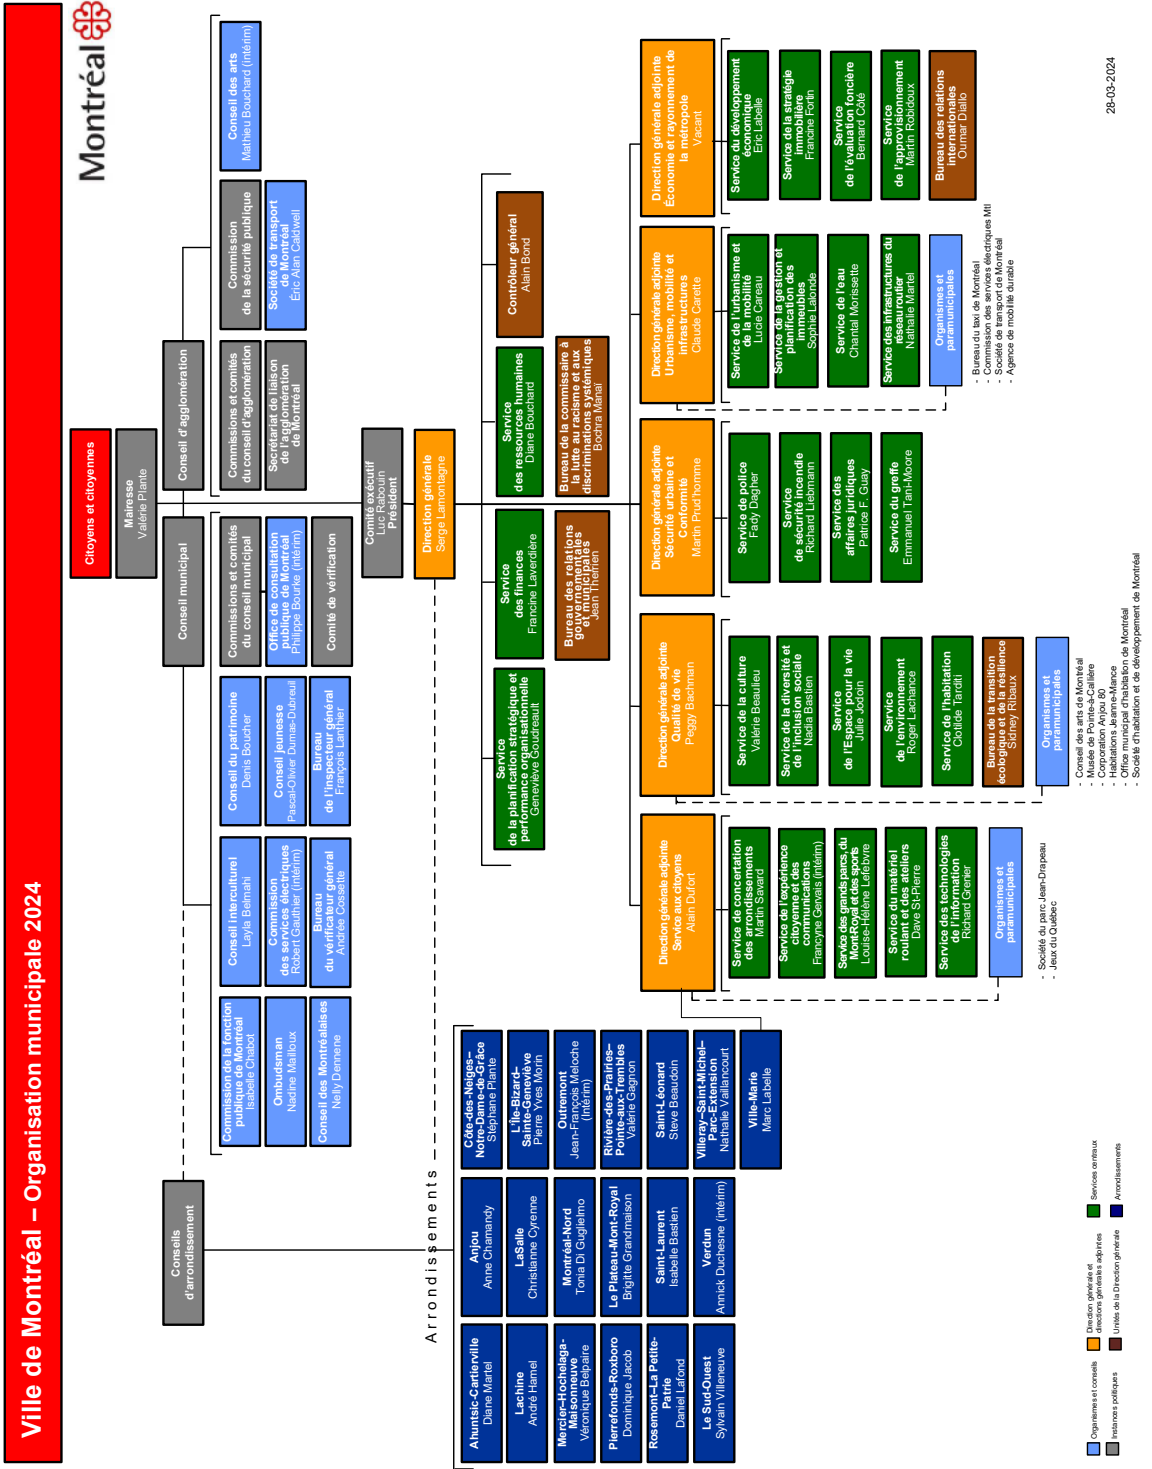 Ville de Montréal – Organisation municipale 2024
Montréal
Citoyens et citoyennes
Mairesse
Valérie Plante
Conseils
d'arrondissement
Conseil municipal
Conseil d'agglomération
Commission de la fonction
publique de Montréal
Isabelle Chabot
Conseil interculturel
Layla Belmahi
Conseil du patrimoine
Denis Boucher
Commissions et comités
du conseil municipal
Commissions et comités
du conseil d'agglomération
Commission
de la sécurité publique
Conseil des arts
Mathieu Bouchard (intérim)
Ombudsman
Nadine Mailloux
Commission
des services électriques
Robert Gauthier (intérim)
Conseil jeunesse
Pascal-Olivier Dumas-Dubreuil
Office de consultation
publique de Montréal
Philippe Bourke (intérim)
Secrétariat de liaison
de l'agglomération
de Montréal
Société de transport
de Montréal
Éric Alan Caldwell
Conseil des Montréalaises
Nelly Dennene
Bureau
du vérificateur général
Andrée Cossette
Bureau
de l'inspecteur général
François Lanthier
Comité de vérification
Comité exécutif
Luc Rabouin
Président
Direction générale
Serge Lamontagne
Arrondissements
Ahuntsic-Cartierville
Diane Martel
Anjou
Anne Chamandy
Côte-des-Neiges–
Notre-Dame-de-Grâce
Stéphane Plante
Lachine
André Hamel
LaSalle
Christianne Cyrenne
L'Île-Bizard–
Sainte-Geneviève
Pierre Yves Morin
Mercier–Hochelaga-
Maisonneuve
Véronique Belpaire
Montréal-Nord
Tonia Di Guglielmo
Outremont
Jean-François Meloche
(Intérim)
Pierrefonds-Roxboro
Dominique Jacob
Le Plateau-Mont-Royal
Brigitte Grandmaison
Rivière-des-Prairies–
Pointe-aux-Trembles
Valérie Gagnon
Rosemont–La Petite-
Patrie
Daniel Lafond
Saint-Laurent
Isabelle Bastien
Saint-Léonard
Steve Beaudoin
Le Sud-Ouest
Sylvain Villeneuve
Verdun
Annick Duchesne (intérim)
Villeray–Saint-Michel–
Parc-Extension
Nathalie Vaillancourt
Ville-Marie
Marc Labelle
Service
de la planification stratégique et
performance organisationnelle
Geneviève Goudreault
Service
des finances
Francine Laverdière
Service
des ressources humaines
Diane Bouchard
Contrôleur général
Alain Bond
Bureau des relations
gouvernementales
et municipales
Jean Therrien
Bureau de la commissaire à
la lutte au racisme et aux
discriminations systémiques
Bochra Manaï
Direction générale adjointe
Service aux citoyens
Alain Dufort
Service de concertation
des arrondissements
Martin Savard
Service de l'expérience
citoyenne et des
communications
Francyne Gervais (intérim)
Service des grands parcs, du
Mont-Royal et des sports
Louise-Hélène Lefebvre
Service du matériel
roulant et des ateliers
Dave St-Pierre
Service des technologies
de l'information
Richard Grenier
Organismes et
paramunicipales
- Société du parc Jean-Drapeau
- Jeux du Québec
Direction générale adjointe
Qualité de vie
Peggy Bachman
Service de la culture
Valérie Beaulieu
Service de la diversité et
de l'inclusion sociale
Nadia Bastien
Service
de l'Espace pour la vie
Julie Jodoin
Service
de l'environnement
Roger Lachance
Service de l'habitation
Clotilde Tarditi
Bureau de la transition
écologique et de la résilience
Sidney Ribaux
Organismes et
paramunicipales
- Conseil des arts de Montréal
- Musée de Pointe-à-Callière
- Corporation Anjou 80
- Habitations Jeanne-Mance
- Office municipal d'habitation de Montréal
- Société d'habitation et de développement de Montréal
Direction générale adjointe
Sécurité urbaine et
Conformité
Martin Prud'homme
Service de police
Fady Dagher
Service
de sécurité incendie
Richard Liebmann
Service des
affaires juridiques
Patrice F. Guay
Service du greffe
Emmanuel Tani-Moore
Direction générale adjointe
Urbanisme, mobilité et
infrastructures
Claude Carette
Service de l'urbanisme et
de la mobilité
Lucie Careau
Service de la gestion et
planification des
immeubles
Sophie Lalonde
Service de l'eau
Chantal Morissette
Service des infrastructures du
réseau routier
Nathalie Martel
Organismes et
paramunicipales
- Bureau du taxi de Montréal
- Commission des services électriques Mtl
- Société de transport de Montréal
- Agence de mobilité durable
Direction générale adjointe
Économie et rayonnement de
la métropole
Vacant
Service du développement
économique
Eric Labelle
Service de la stratégie
immobilière
Francine Fortin
Service
de l'évaluation foncière
Bernard Côté
Service
de l'approvisionnement
Martin Robidoux
Bureau des relations
internationales
Oumar Diallo
Organismes et conseils
Instances politiques
Direction générale et
directions générales adjointes
Unités de la Direction générale
Services centraux
Arrondissements
28-03-2024